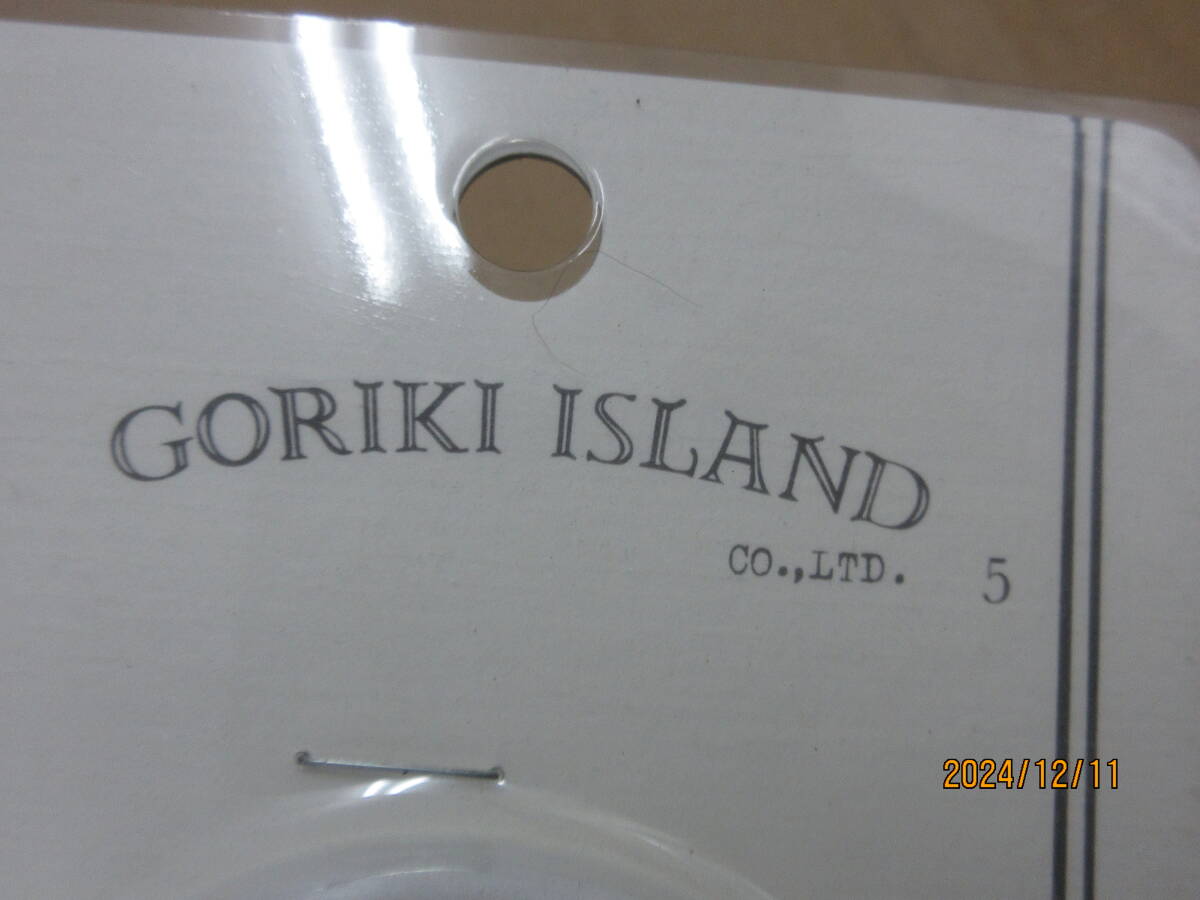 GORIKI ISLAND
CO.,LTD. 5
2024/12/11